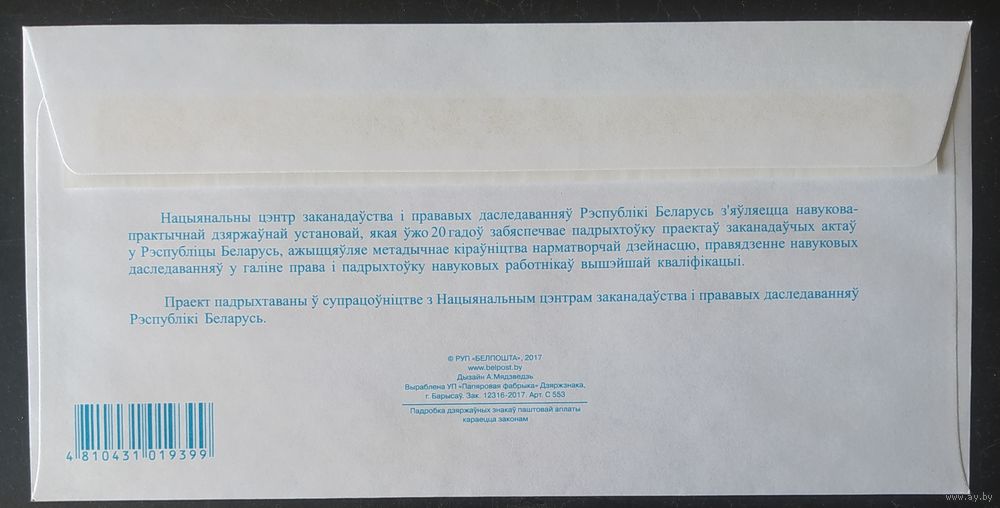 Нацыянальны цэнтр заканадаўства і прававых даследаванняў Рэспублікі Беларусь з'яўляецца навукова-
практычнай дзяржаўнай установай, якая ўжо 20 гадоў забяспечвае падрыхтоўку праектаў заканадаўчых актаў
у Рэспубліцы Беларусь, ажыццяўляе метадычнае кіраўніцтва нарматворчай дзейнасцю, правядзенне навуковых
даследаванняў у галіне права і падрыхтоўку навуковых работнікаў вышэйшай кваліфікацыі.
Праект падрыхтаваны ў супрацоўніцтве з Нацыянальным цэнтрам заканадаўства і прававых даследаванняў
Рэспублікі Беларусь.
© РУП «БЕЛПОШТА», 2017
www.belpost.by
Дызайн А.Мядзведзь
Выраблена УП «Папяровая фабрыка» Дзяржзнака,
г. Барысаў. Зак. 12316-2017. Арт. С 553
Падробка дзяржаўных знакаў паштовай аплаты
караецца законам
4 810431 019399
www.ay.by